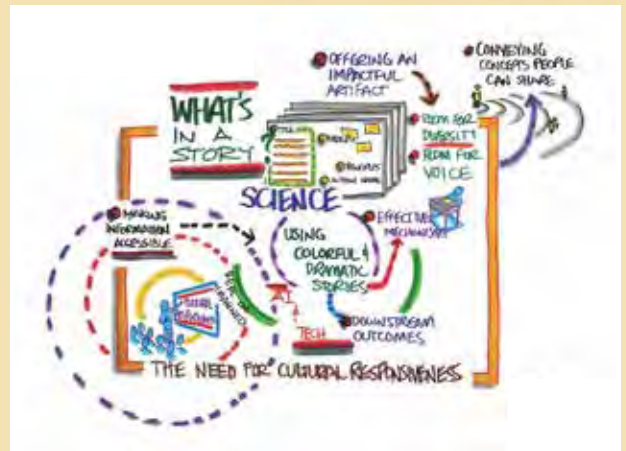 OFFERING AN
IMPACTFUL
ARTIFACT
CONVEYING
CONCEPTS PEOPLE
CAN SHARE
WHAT'S
IN A
STORY
ROOM FOR
DIVERSITY
ROOM FOR
VOICE
SCIENCE
MAKING
INFORMATION
ACCESSIBLE
USING
COLORFUL &
DRAMATIC
STORIES
EFFECTIVE
MECHANISM
AI
TECH
DOWNSTREAM
OUTCOMES
THE NEED FOR CULTURAL RESPONSIVENESS